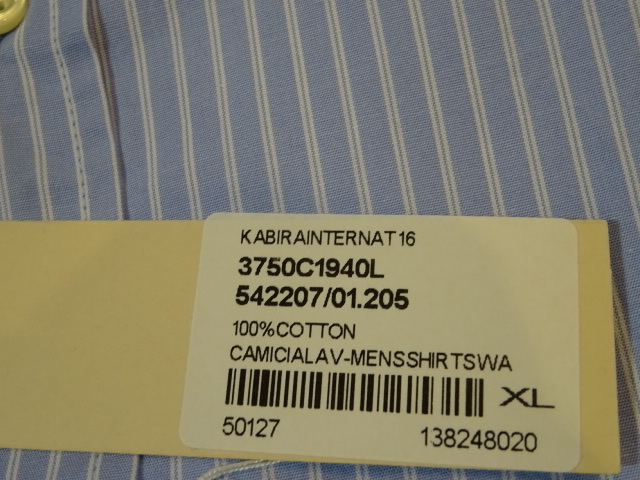 KABIRAINTERNAT16
3750C1940L
542207/01.205
100%COTTON
CAMICIALAV-MENSSHIRTSWA
XL
50127 138248020